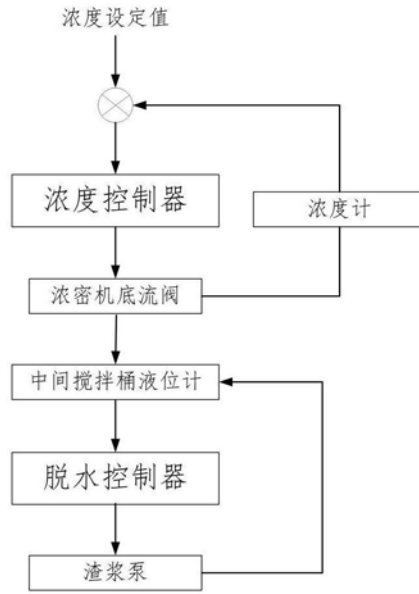 浓度设定值
浓度控制器
浓度计
浓密机底流阀
中间搅拌桶液位计
脱水控制器
渣浆泵